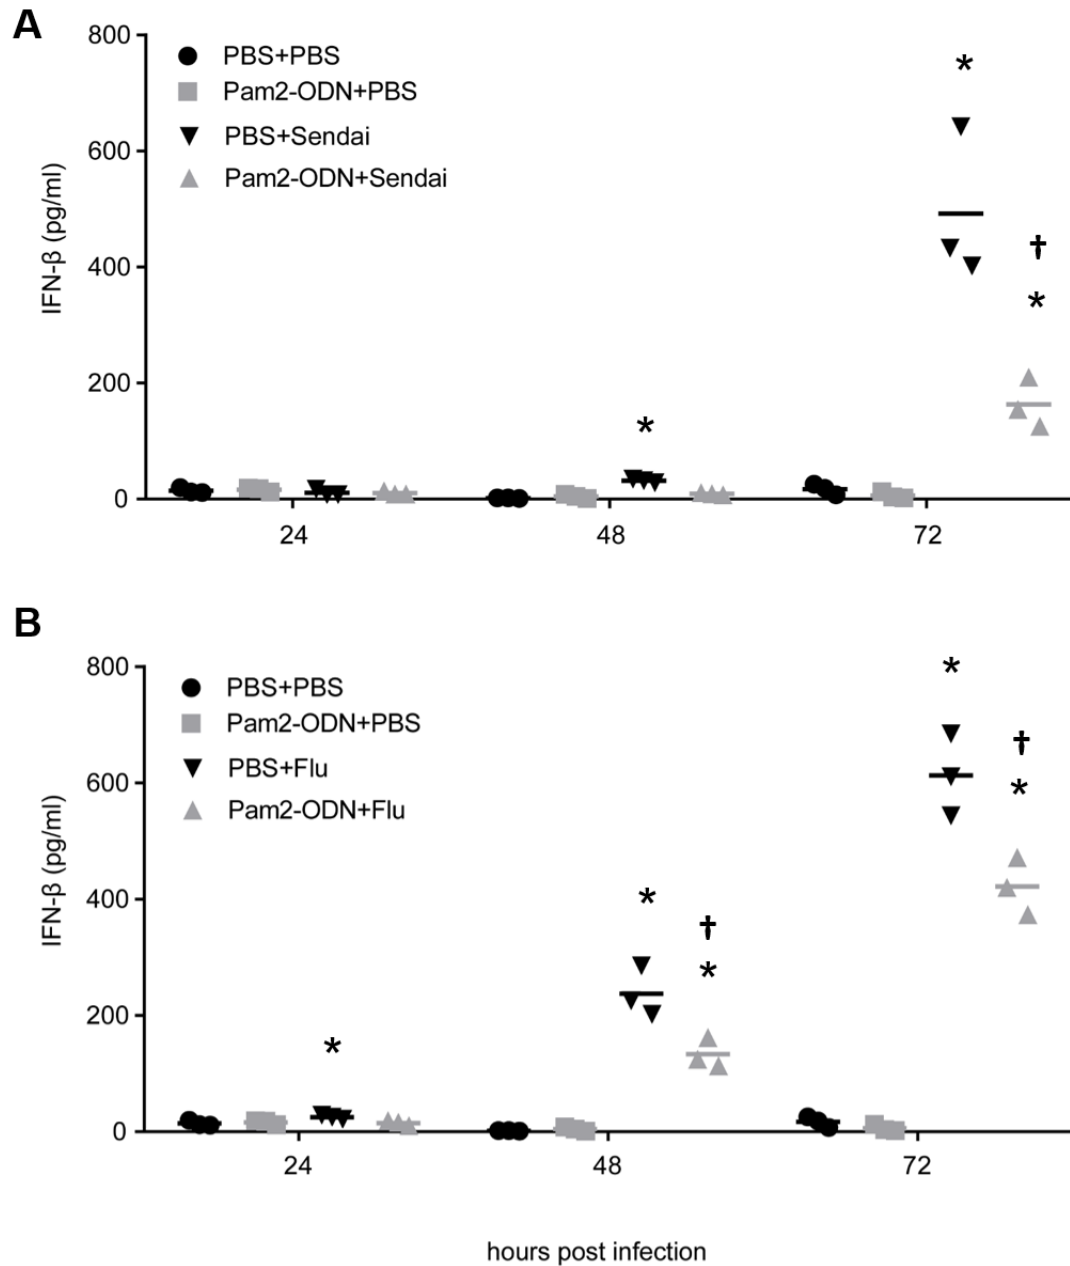 A
800
600
400
200
0
IFN-β (pg/ml)
PBS+PBS
Pam2-ODN+PBS
PBS+Sendai
Pam2-ODN+Sendai
*
*
†
*
24
48
72
B
800
600
400
200
0
IFN-β (pg/ml)
PBS+PBS
Pam2-ODN+PBS
PBS+Flu
Pam2-ODN+Flu
*
*
†
*
*
†
*
24
48
72
hours post infection